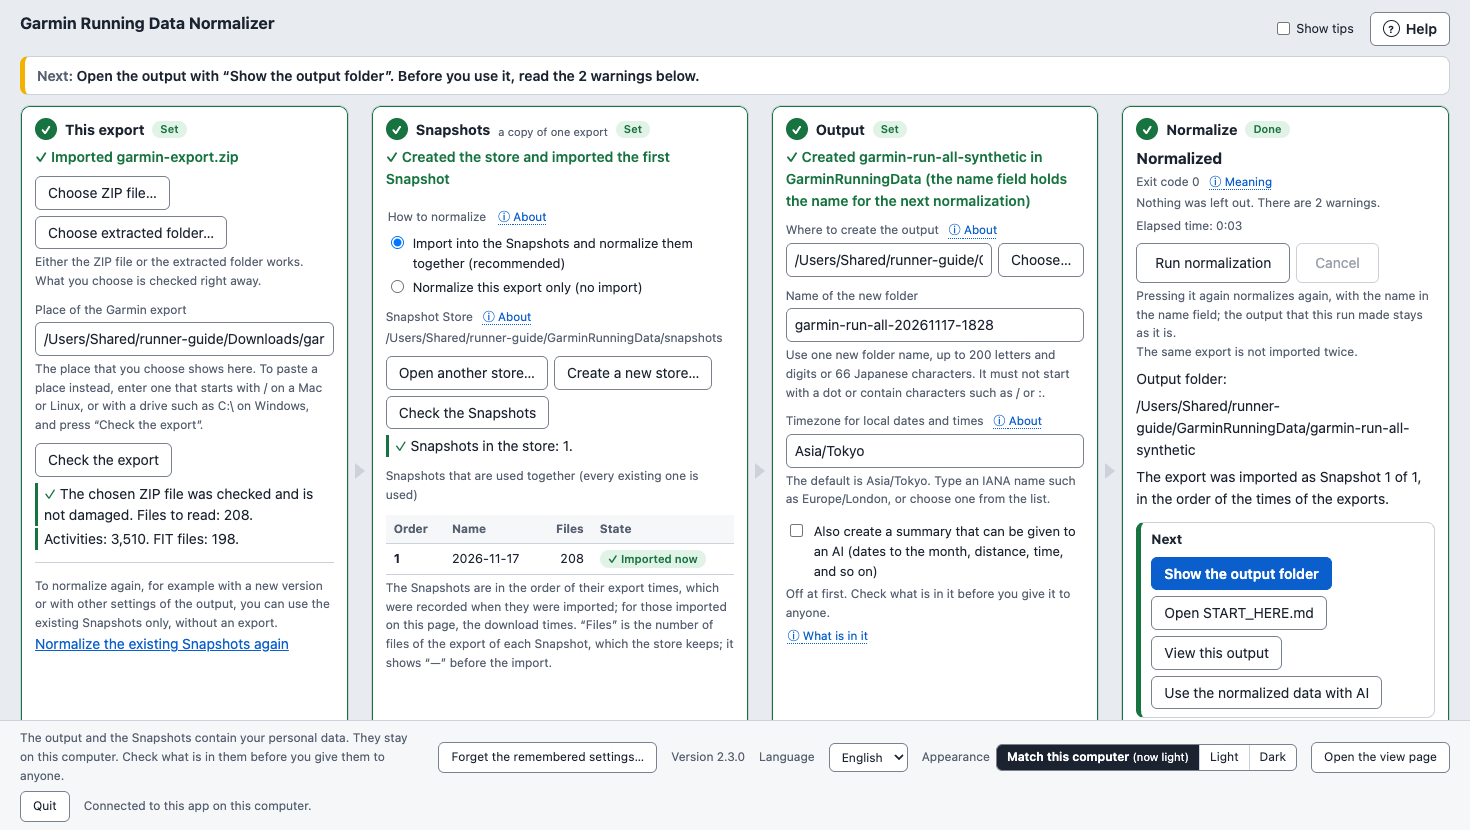 Garmin Running Data Normalizer
Show tips
Help
Next: Open the output with “Show the output folder”. Before you use it, read the 2 warnings below.
This export Set
✓ Imported garmin-export.zip
Choose ZIP file...
Choose extracted folder...
Either the ZIP file or the extracted folder works.
What you choose is checked right away.
Place of the Garmin export
/Users/Shared/runner-guide/Downloads/gar
The place that you choose shows here. To paste a
place instead, enter one that starts with / on a Mac
or Linux, or with a drive such as C:\ on Windows,
and press “Check the export”.
Check the export
✓ The chosen ZIP file was checked and is
not damaged. Files to read: 208.
Activities: 3,510. FIT files: 198.
To normalize again, for example with a new version
or with other settings of the output, you can use the
existing Snapshots only, without an export.
Normalize the existing Snapshots again
Snapshots a copy of one export Set
✓ Created the store and imported the first
Snapshot
How to normalize ⓘ About
Import into the Snapshots and normalize them
together (recommended)
Normalize this export only (no import)
Snapshot Store ⓘ About
/Users/Shared/runner-guide/GarminRunningData/snapshots
Open another store...
Create a new store...
Check the Snapshots
✓ Snapshots in the store: 1.
Snapshots that are used together (every existing one is
used)
Order Name Files State
1 2026-11-17 208 ✓ Imported now
The Snapshots are in the order of their export times, which
were recorded when they were imported; for those imported
on this page, the download times. “Files” is the number of
files of the export of each Snapshot, which the store keeps; it
shows “—” before the import.
Output Set
✓ Created garmin-run-all-synthetic in
GarminRunningData (the name field holds
the name for the next normalization)
Where to create the output ⓘ About
/Users/Shared/runner-guide/
Choose...
Name of the new folder
garmin-run-all-20261117-1828
Use one new folder name, up to 200 letters and
digits or 66 Japanese characters. It must not start
with a dot or contain characters such as / or :.
Timezone for local dates and times ⓘ About
Asia/Tokyo
The default is Asia/Tokyo. Type an IANA name such
as Europe/London, or choose one from the list.
Also create a summary that can be given to
an AI (dates to the month, distance, time,
and so on)
Off at first. Check what is in it before you give it to
anyone.
ⓘ What is in it
Normalize Done
Normalized
Exit code 0 ⓘ Meaning
Nothing was left out. There are 2 warnings.
Elapsed time: 0:03
Run normalization
Cancel
Pressing it again normalizes again, with the name in
the name field; the output that this run made stays
as it is.
The same export is not imported twice.
Output folder:
/Users/Shared/runner-
guide/GarminRunningData/garmin-run-all-
synthetic
The export was imported as Snapshot 1 of 1,
in the order of the times of the exports.
Next
Show the output folder
Open START_HERE.md
View this output
Use the normalized data with AI
The output and the Snapshots contain your personal data. They stay
on this computer. Check what is in them before you give them to
anyone.
Forget the remembered settings...
Version 2.3.0
Language
English
Appearance
Match this computer (now light)
Light
Dark
Open the view page
Quit
Connected to this app on this computer.